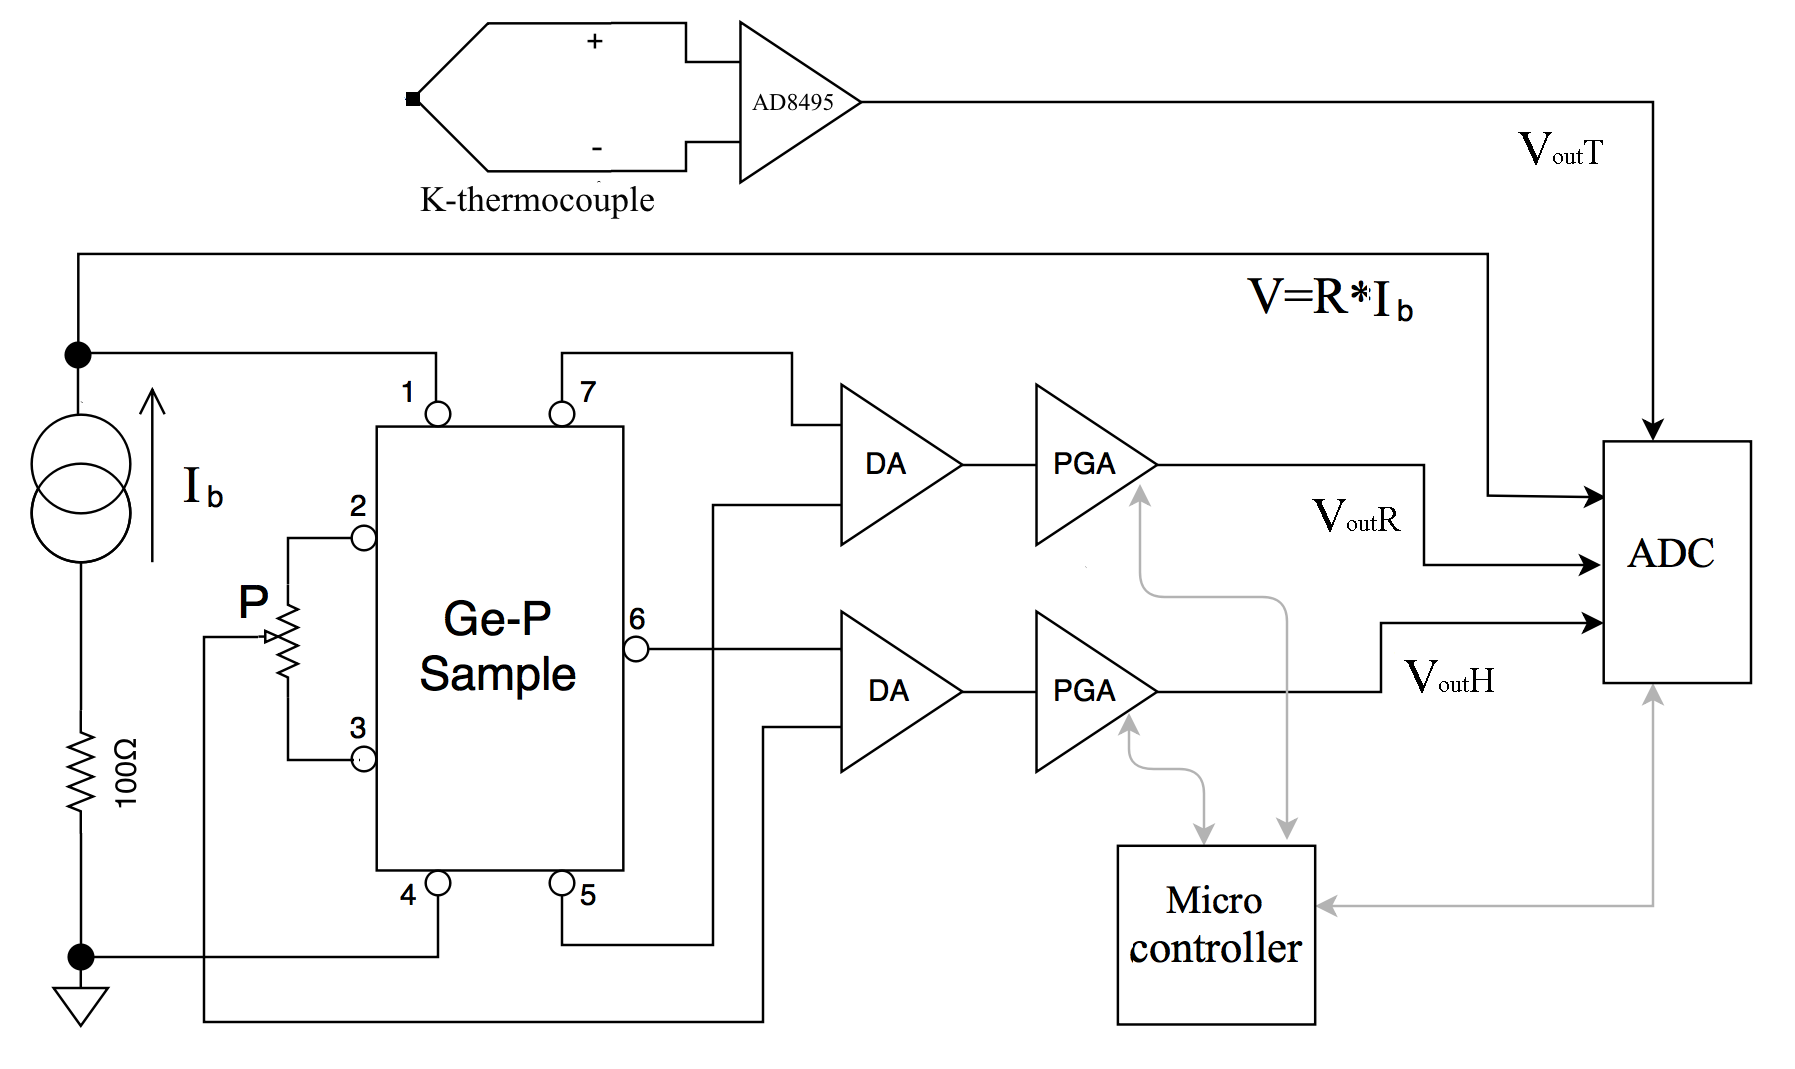 +
AD8495
-
K-thermocouple
VoutT
V=R*Ib
1
7
Ib
DA
PGA
2
VoutR
ADC
P
Ge-P
Sample
6
VoutH
DA
PGA
3
100Ω
4
5
Micro
controller